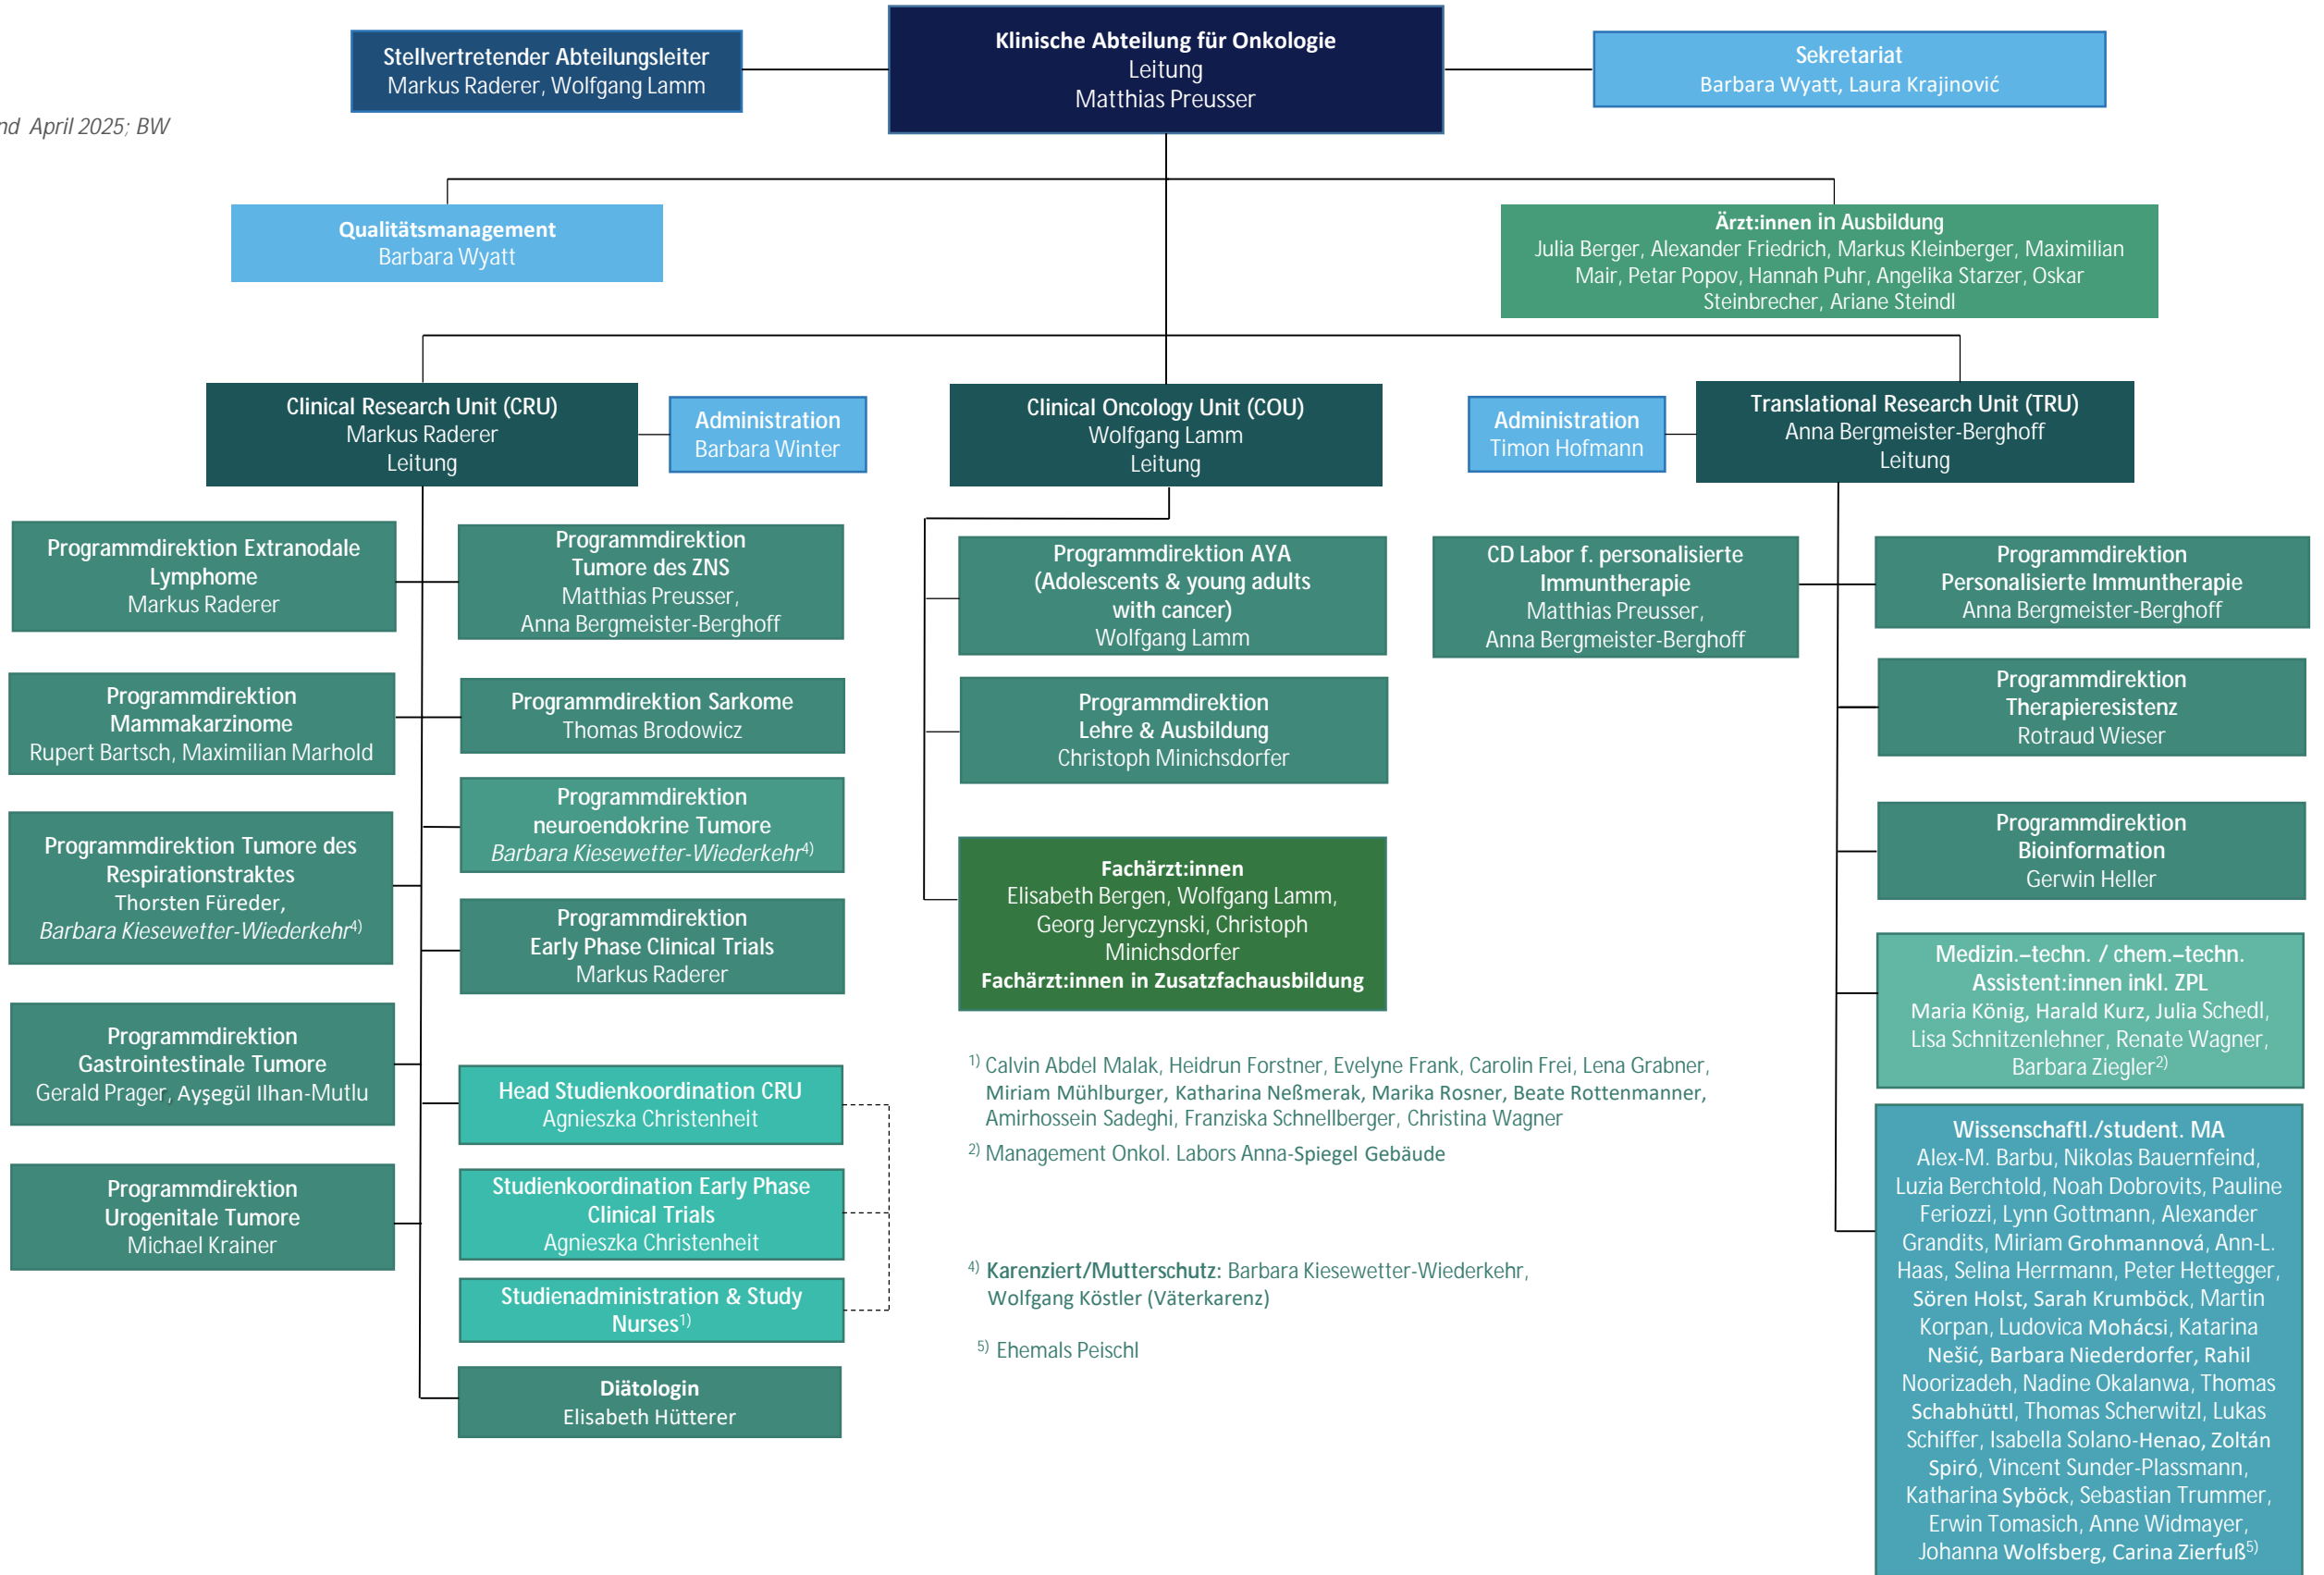 Klinische Abteilung für Onkologie
Leitung
Matthias Preusser
Stellvertretender Abteilungsleiter
Markus Raderer, Wolfgang Lamm
Sekretariat
Barbara Wyatt, Laura Krajinović
April 2025; BW
Qualitätsmanagement
Barbara Wyatt
Ärzt:innen in Ausbildung
Julia Berger, Alexander Friedrich, Markus Kleinberger, Maximilian
Mair, Petar Popov, Hannah Puhr, Angelika Starzer, Oskar
Steinbrecher, Ariane Steindl
Clinical Research Unit (CRU)
Markus Raderer
Leitung
Administration
Barbara Winter
Clinical Oncology Unit (COU)
Wolfgang Lamm
Leitung
Administration
Timon Hofmann
Translational Research Unit (TRU)
Anna Bergmeister-Berghoff
Leitung
Programmdirektion Extranodale
Lymphome
Markus Raderer
Programmdirektion
Tumore des ZNS
Matthias Preusser,
Anna Bergmeister-Berghoff
Programmdirektion
Mammakarzinome
Rupert Bartsch, Maximilian Marhold
Programmdirektion Sarkome
Thomas Brodowicz
Programmdirektion
neuroendokrine Tumore
Barbara Kiesewetter-Wiederkehr4)
Programmdirektion Tumore des
Respirationstraktes
Thorsten Füreder,
Barbara Kiesewetter-Wiederkehr4)
Programmdirektion
Early Phase Clinical Trials
Markus Raderer
Programmdirektion
Gastrointestinale Tumore
Gerald Prager, Ayşegül Ilhan-Mutlu
Head Studienkoordination CRU
Agnieszka Christenheit
Programmdirektion
Urogenitale Tumore
Michael Krainer
Studienkoordination Early Phase
Clinical Trials
Agnieszka Christenheit
Studienadministration & Study
Nurses1)
Diätologin
Elisabeth Hütterer
Programmdirektion AYA
(Adolescents & young adults
with cancer)
Wolfgang Lamm
Programmdirektion
Lehre & Ausbildung
Christoph Minichsdorfer
Fachärzt:innen
Elisabeth Bergen, Wolfgang Lamm,
Georg Jeryczynski, Christoph
Minichsdorfer
Fachärzt:innen in Zusatzfachausbildung
1) Calvin Abdel Malak, Heidrun Forstner, Evelyne Frank, Carolin Frei, Lena Grabner,
Miriam Mühlburger, Katharina Neßmerak, Marika Rosner, Beate Rottenmanner,
Amirhossein Sadeghi, Franziska Schnellberger, Christina Wagner
2) Management Onkol. Labors Anna-Spiegel Gebäude
4) Karenziert/Mutterschutz: Barbara Kiesewetter-Wiederkehr,
Wolfgang Köstler (Väterkarenz)
5) Ehemals Peischl
CD Labor f. personalisierte
Immuntherapie
Matthias Preusser,
Anna Bergmeister-Berghoff
Programmdirektion
Personalisierte Immuntherapie
Anna Bergmeister-Berghoff
Programmdirektion
Therapieresistenz
Rotraud Wieser
Programmdirektion
Bioinformation
Gerwin Heller
Medizin.–techn. / chem.–techn.
Assistent:innen inkl. ZPL
Maria König, Harald Kurz, Julia Schedl,
Lisa Schnitzenlehner, Renate Wagner,
Barbara Ziegler2)
Wissenschaftl./student. MA
Alex-M. Barbu, Nikolas Bauernfeind,
Luzia Berchtold, Noah Dobrovits, Pauline
Feriozzi, Lynn Gottmann, Alexander
Grandits, Miriam Grohmannová, Ann-L.
Haas, Selina Herrmann, Peter Hettegger,
Sören Holst, Sarah Krumböck, Martin
Korpan, Ludovica Mohácsi, Katarina
Nešić, Barbara Niederdorfer, Rahil
Noorizadeh, Nadine Okalanwa, Thomas
Schabhüttl, Thomas Scherwitzl, Lukas
Schiffer, Isabella Solano-Henao, Zoltán
Spiró, Vincent Sunder-Plassmann,
Katharina Syböck, Sebastian Trummer,
Erwin Tomasich, Anne Widmayer,
Johanna Wolfsberg, Carina Zierfuß5)